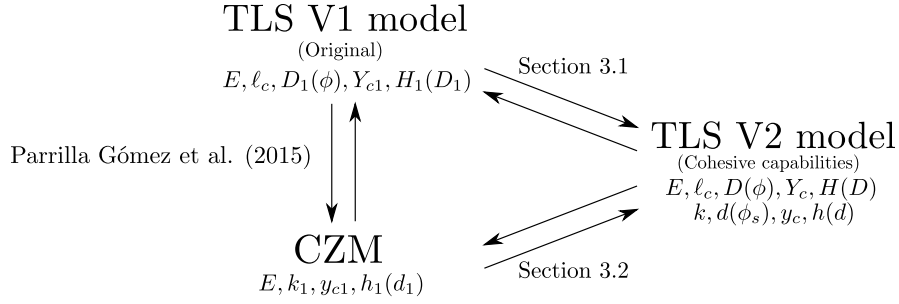 TLS V1 model
(Original)
E, ℓc, D1(ϕ), Yc1, H1(D1)
Section 3.1
TLS V2 model
(Cohesive capabilities)
E, ℓc, D(ϕ), Yc, H(D)
k, d(ϕs), yc, h(d)
Parrilla Gómez et al. (2015)
CZM
E, k1, yc1, h1(d1)
Section 3.2